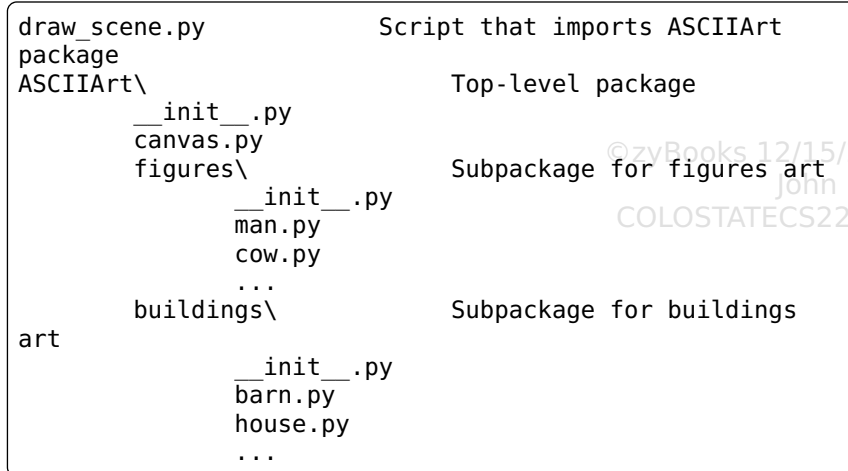 draw_scene.py Script that imports ASCIIArt
package
ASCIIArt\ Top-level package
__init__.py
canvas.py
©zyBooks 12/15/
figures\ Subpackage for figures art
John
__init__.py
COLOSTATECS22
man.py
cow.py
...
buildings\ Subpackage for buildings
art
__init__.py
barn.py
house.py
...